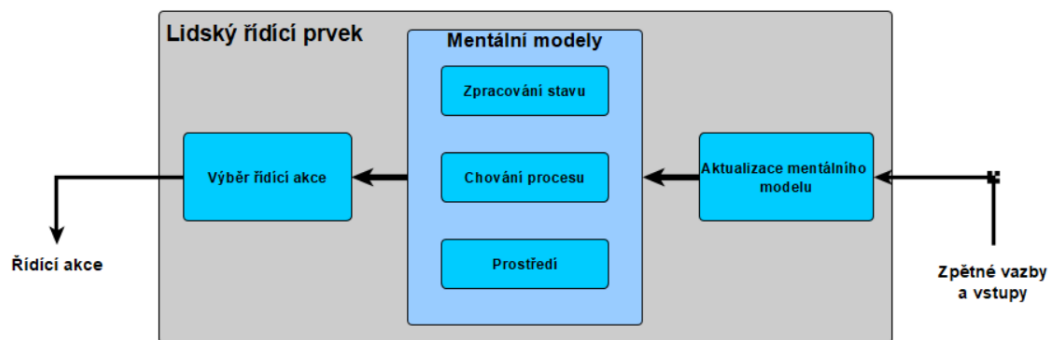 Lidský řídící prvek
Mentální modely
Zpracování stavu
Výběr řídící akce
Chování procesu
Aktualizace mentálního
modelu
Prostředí
Řídící akce
Zpětné vazby
a vstupy